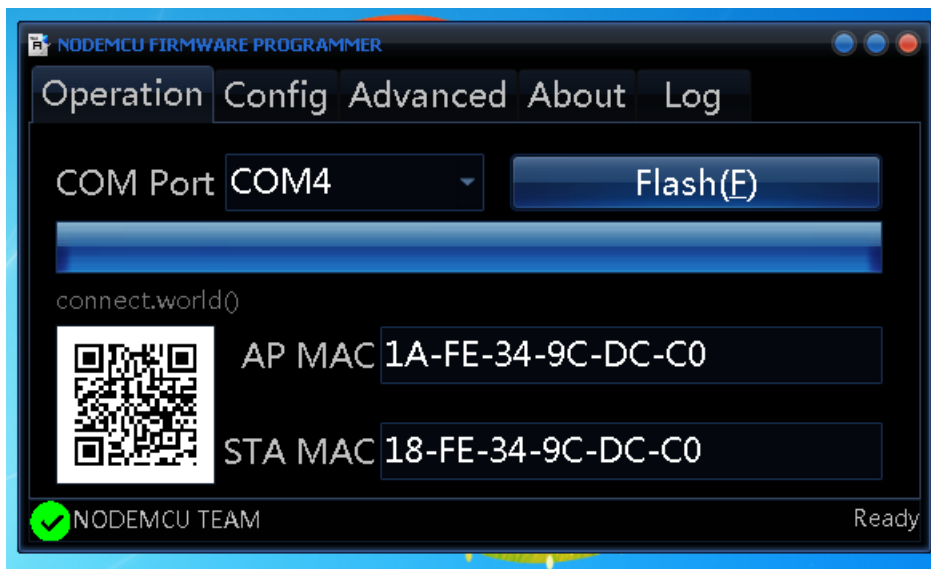 NODEMCU FIRMWARE PROGRAMMER
Operation Config Advanced About Log
COM Port COM4 Flash(F)
connect.world()
AP MAC 1A-FE-34-9C-DC-C0
STA MAC 18-FE-34-9C-DC-C0
NODEMCU TEAM Ready